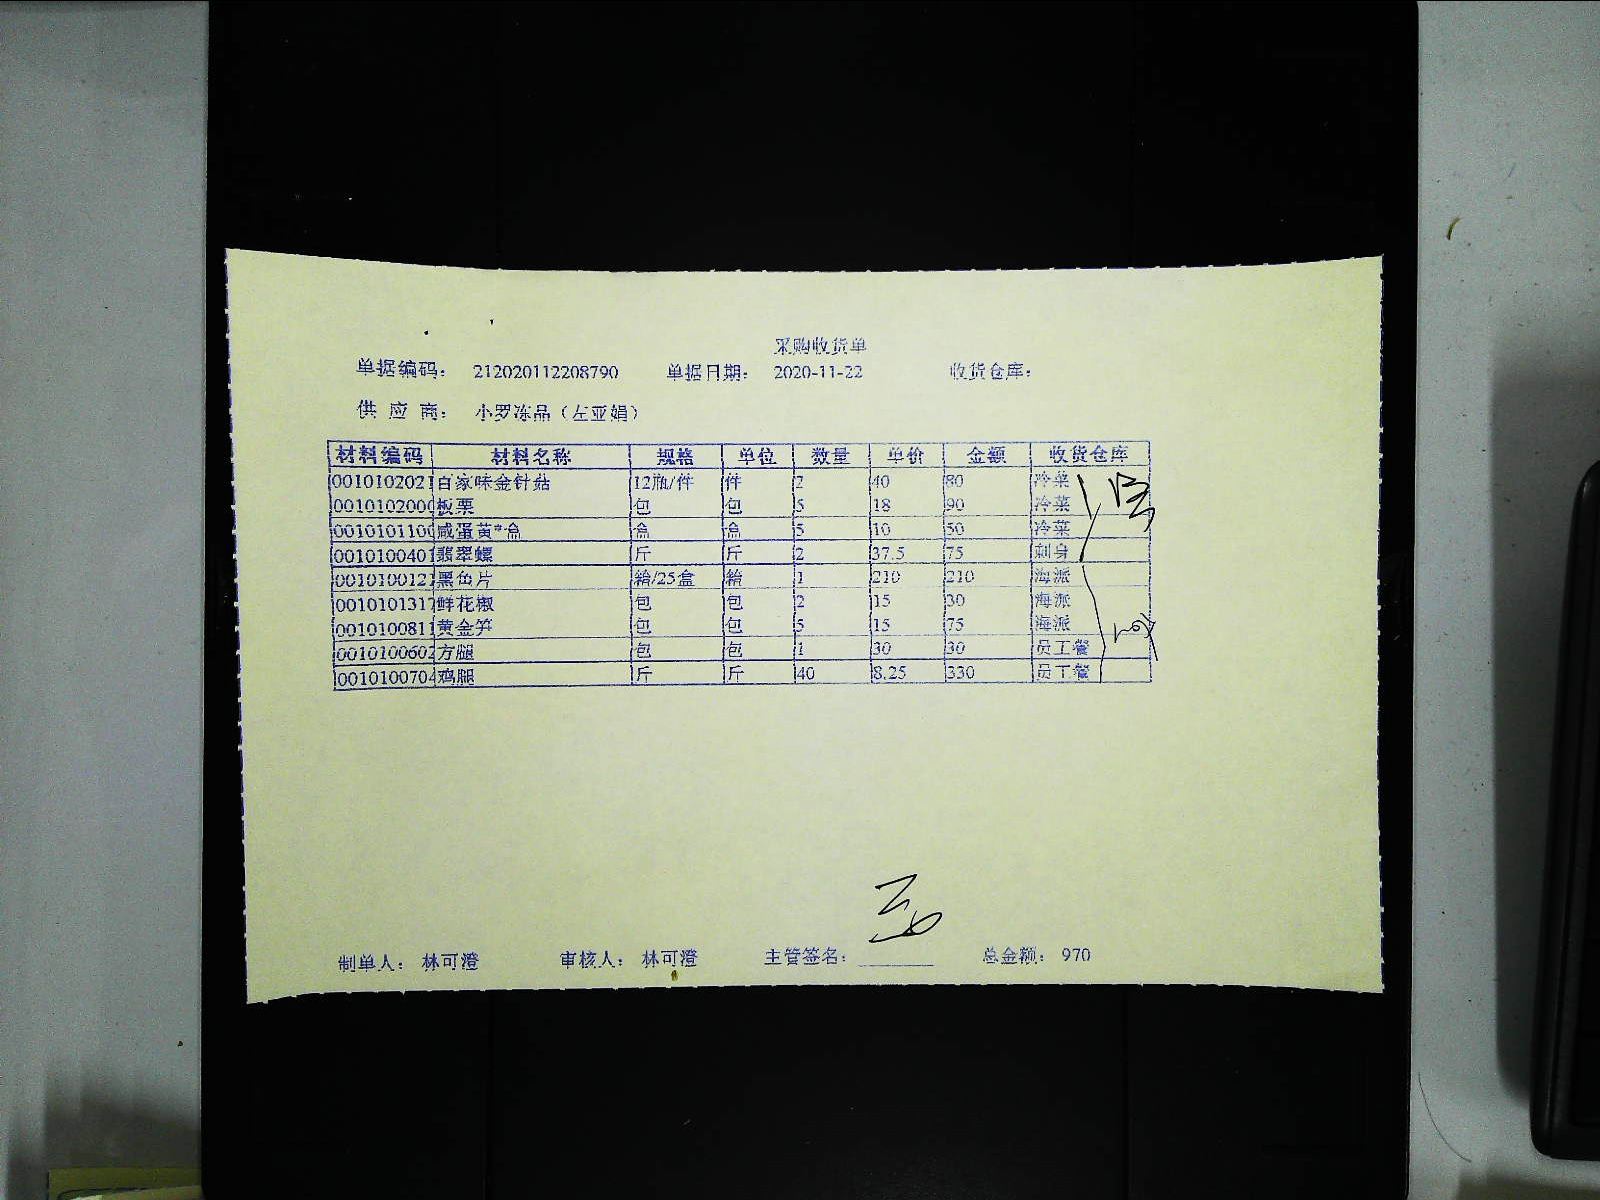 采购收货单
单据编码： 212020112208790 单据日期： 2020-11-22 收货仓库：
供 应 商： 小罗冻品（左亚娟）
材料编码 材料名称 规格 单位 数量 单价 金额 收货仓库
0010102021 百家味金针菇 12瓶/件 件 2 40 80 冷菜
0010102000 板栗 包 包 5 18 90 冷菜
0010101100 咸蛋黄*盒 盒 盒 5 10 50 冷菜
0010100401 翡翠螺 斤 斤 2 37.5 75 刺身
0010100121 黑鱼片 箱/25盒 箱 1 210 210 海派
0010101317 鲜花椒 包 包 2 15 30 海派
0010100811 黄金笋 包 包 5 15 75 海派
0010100602 方腿 包 包 1 30 30 员工餐
0010100704 鸡腿 斤 斤 40 8.25 330 员工餐
制单人： 林可澄 审核人： 林可澄 主管签名： 总金额： 970